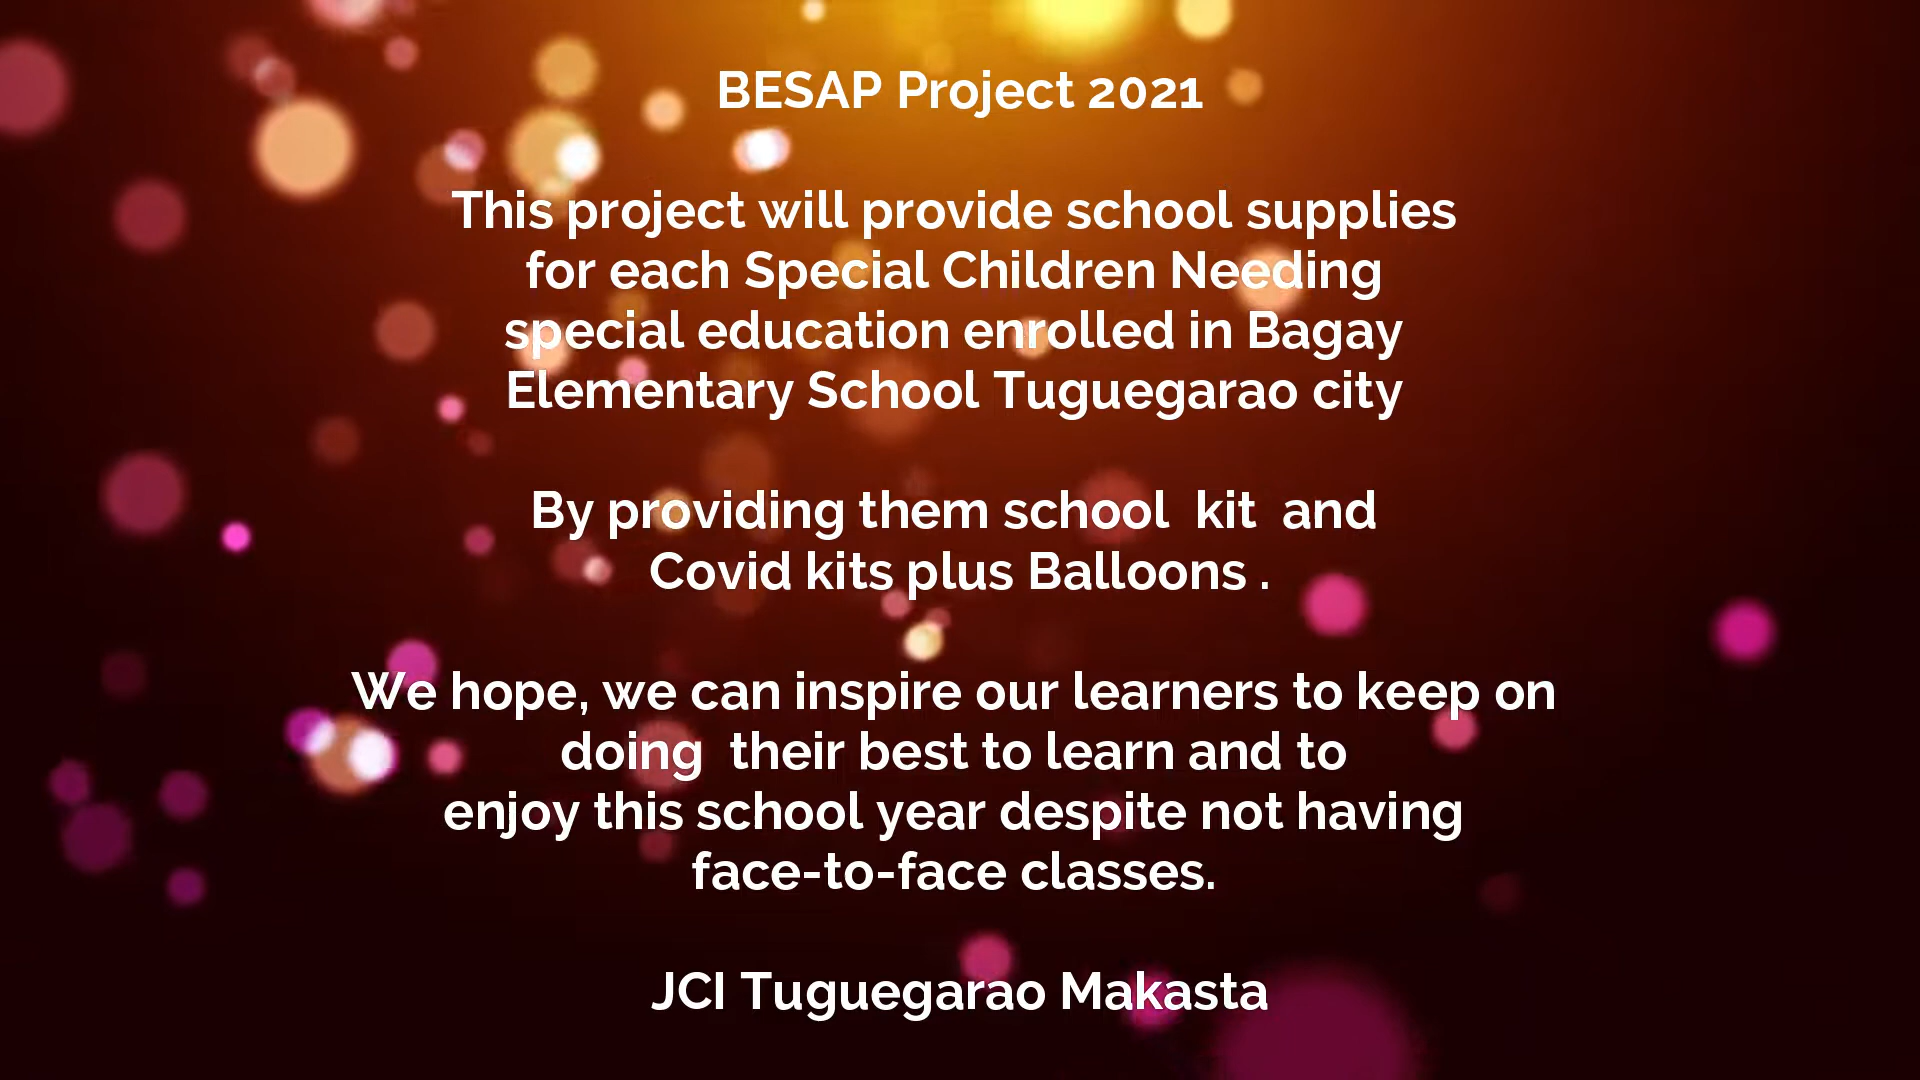 BESAP Project 2021
This project will provide school supplies
for each Special Children Needing
special education enrolled in Bagay
Elementary School Tuguegarao city
By providing them school  kit  and
Covid kits plus Balloons .
We hope, we can inspire our learners to keep on
doing  their best to learn and to
enjoy this school year despite not having
face-to-face classes.
JCI Tuguegarao Makasta